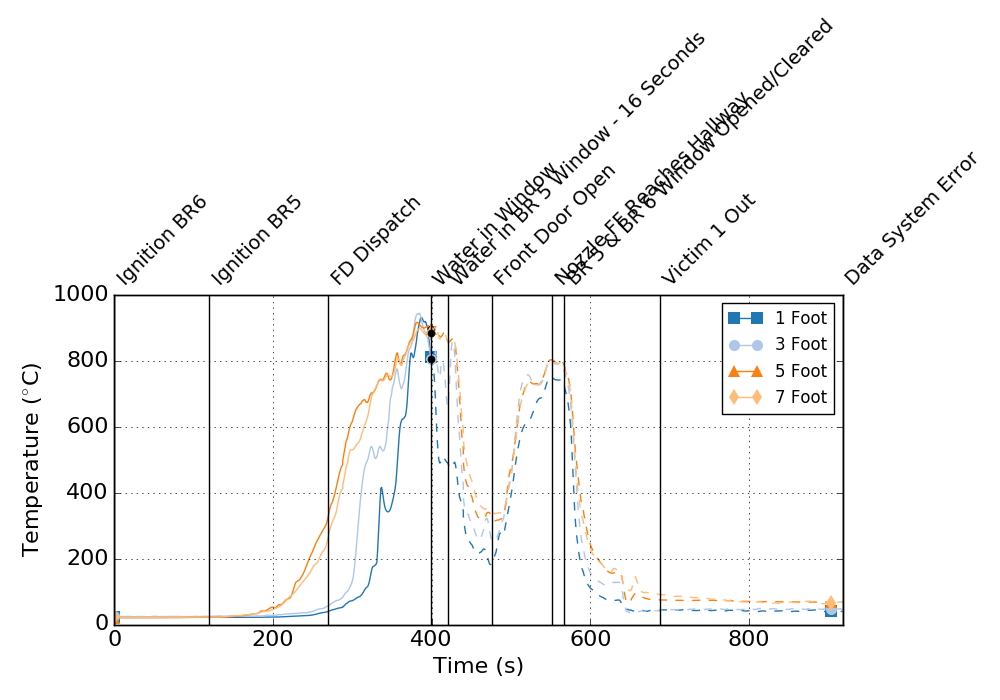 Ignition BR6
Ignition BR5
FD Dispatch
Water in Window
Water in BR 5 Window - 16 Seconds
Front Door Open
Nozzle FF Reaches Hallway
BR 5 & BR 6 Window Opened/Cleared
Victim 1 Out
Data System Error
1000
800
600
400
200
0
Temperature (°C)
1 Foot
3 Foot
5 Foot
7 Foot
0 200 400 600 800
Time (s)